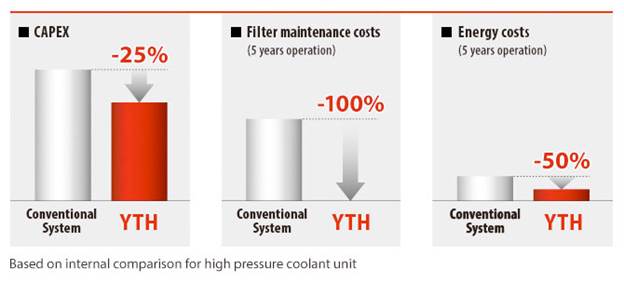 ■ CAPEX
-25%
Conventional System
YTH
■ Filter maintenance costs
(5 years operation)
-100%
Conventional System
YTH
■ Energy costs
(5 years operation)
-50%
Conventional System
YTH
Based on internal comparison for high pressure coolant unit